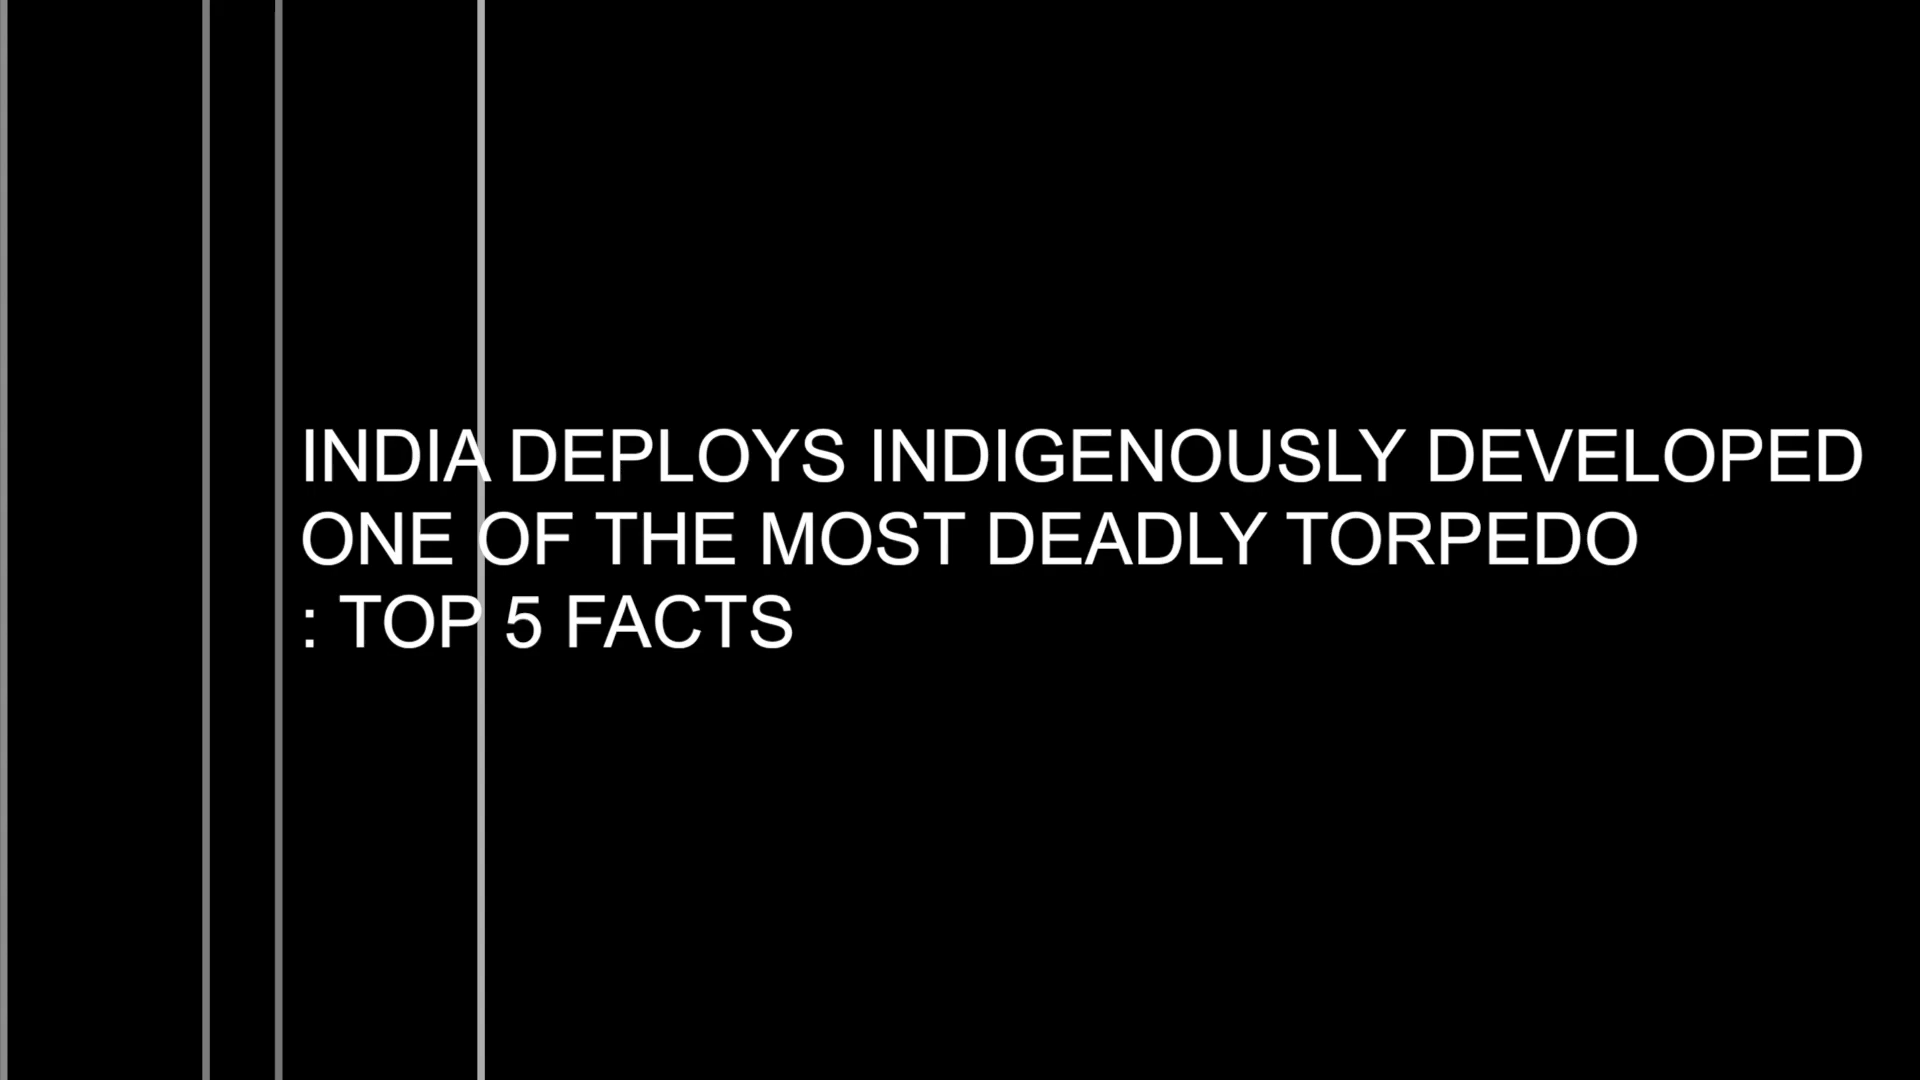 INDIA DEPLOYS INDIGENOUSLY DEVELOPED
ONE OF THE MOST DEADLY TORPEDO
: TOP 5 FACTS